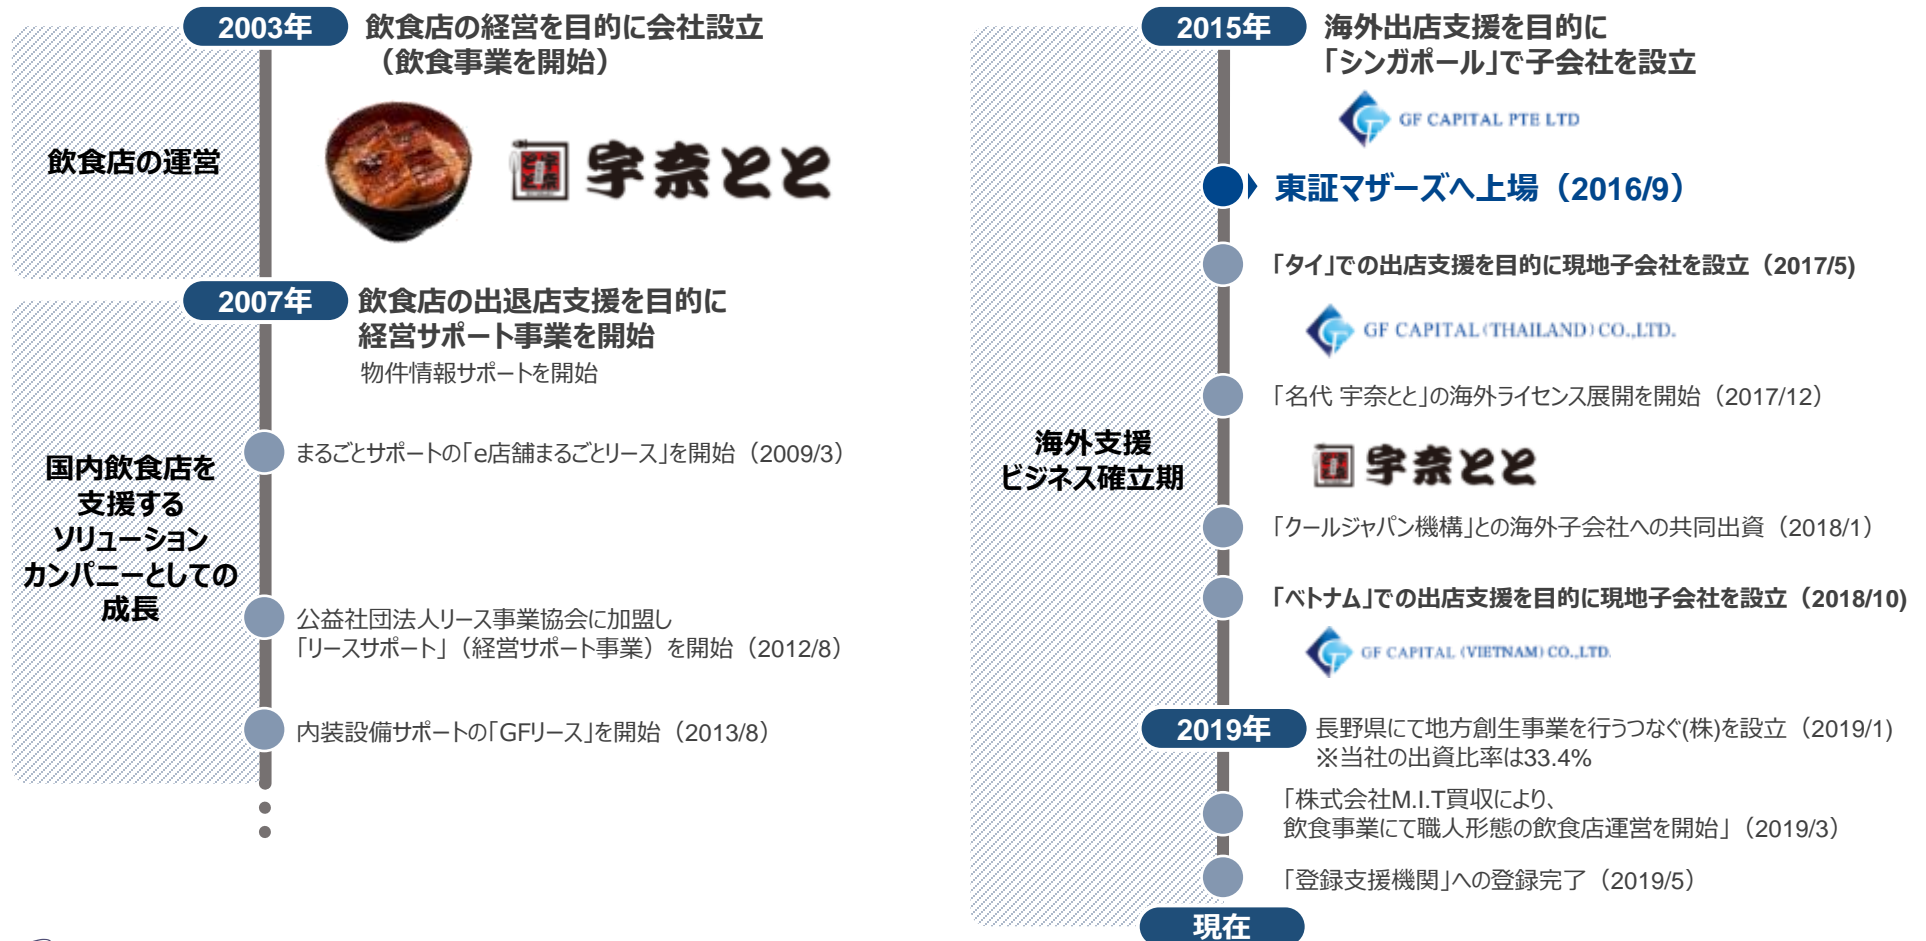 2003年
飲食店の経営を目的に会社設立
（飲食事業を開始）
飲食店の運営
宇奈とと
宇奈とと
2007年
飲食店の出退店支援を目的に
経営サポート事業を開始
物件情報サポートを開始
国内飲食店を
支援する
ソリューション
カンパニーとしての
成長
まるごとサポートの「e店舗まるごとリース」を開始（2009/3）
公益社団法人リース事業協会に加盟し
「リースサポート」（経営サポート事業）を開始（2012/8）
内装設備サポートの「GFリース」を開始（2013/8）
2015年
海外出店支援を目的に
「シンガポール」で子会社を設立
GF CAPITAL PTE LTD
東証マザーズへ上場（2016/9）
「タイ」での出店支援を目的に現地子会社を設立（2017/5)
GF CAPITAL (THAILAND) CO.,LTD.
「名代 宇奈とと」の海外ライセンス展開を開始（2017/12）
海外支援
ビジネス確立期
宇奈とと
「クールジャパン機構」との海外子会社への共同出資（2018/1）
「ベトナム」での出店支援を目的に現地子会社を設立（2018/10)
GF CAPITAL (VIETNAM) CO.,LTD.
2019年
長野県にて地方創生事業を行うつなぐ(株)を設立（2019/1)
※当社の出資比率は33.4%
「株式会社M.I.T買収により、
飲食事業にて職人形態の飲食店運営を開始」（2019/3）
「登録支援機関」への登録完了（2019/5）
現在